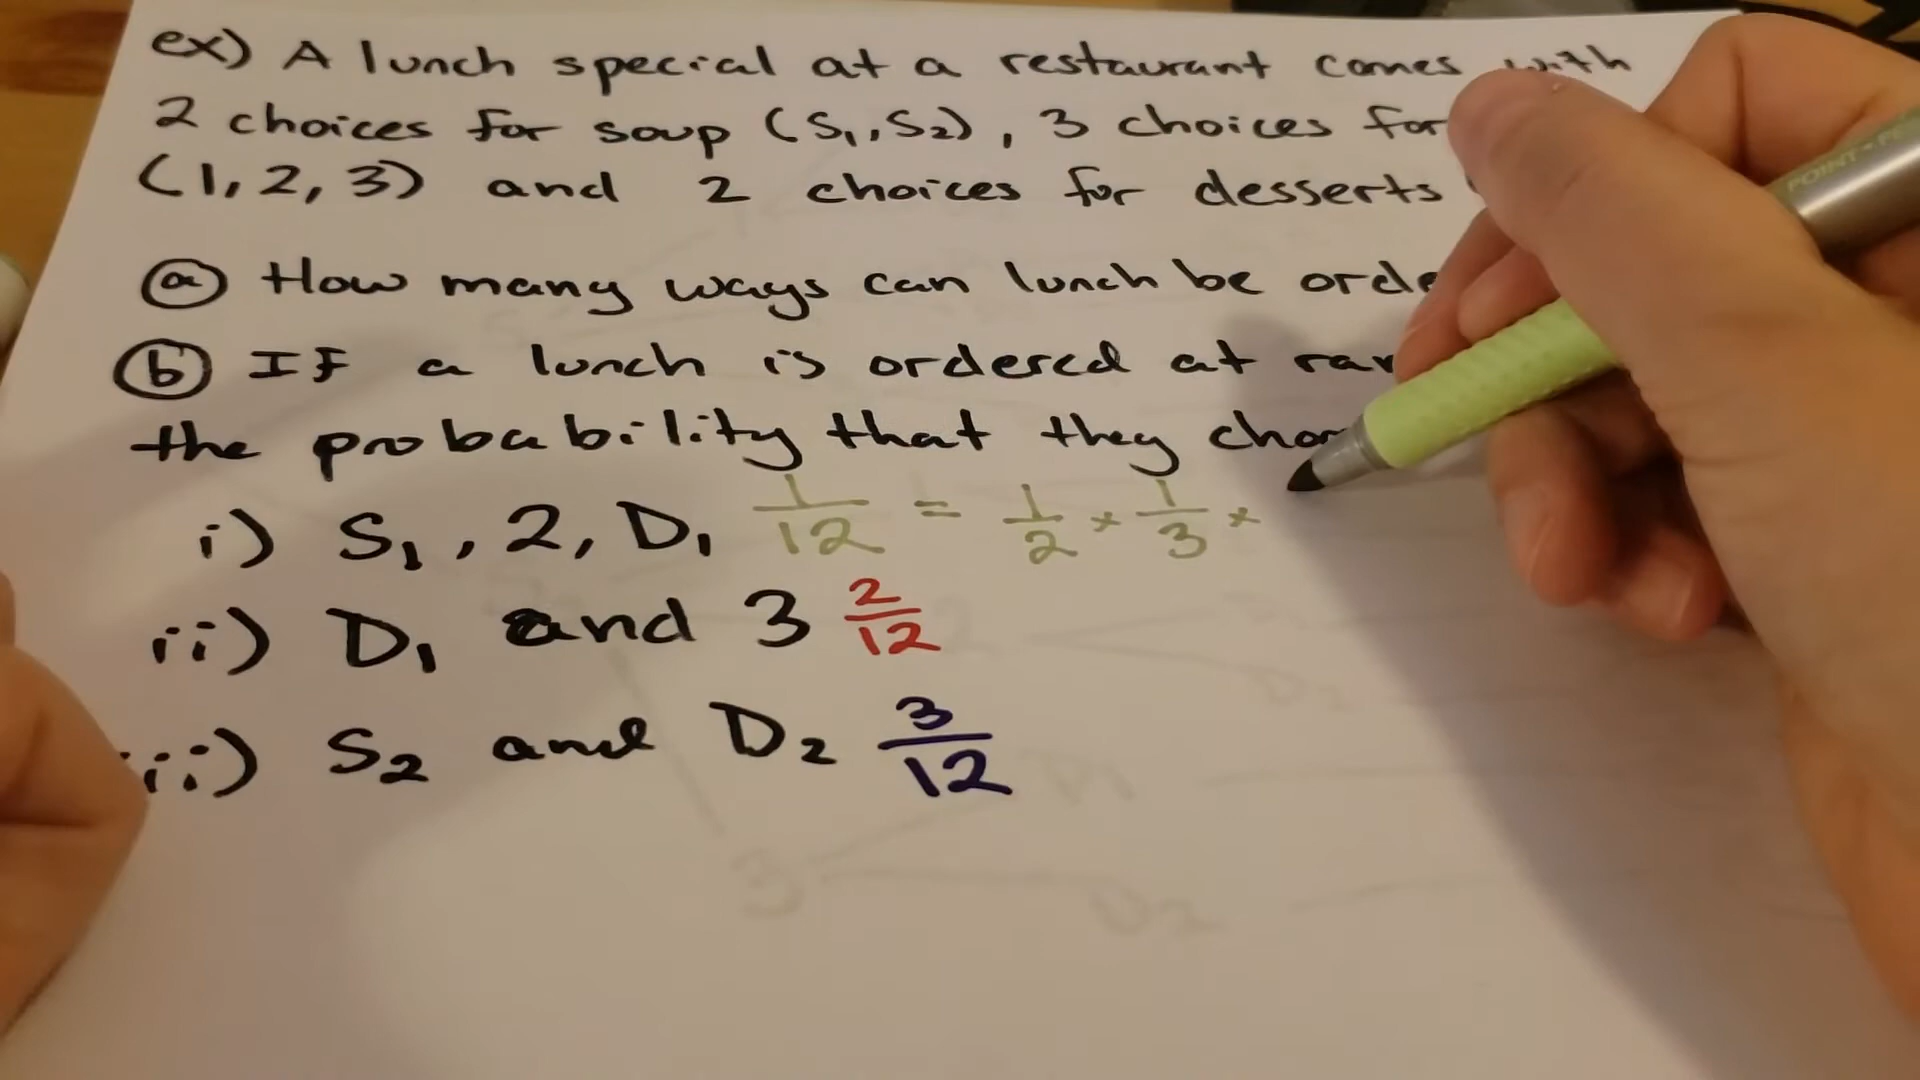 ex) A lunch special at a restaurant comes with
2 choices for soup (S₁, S₂), 3 choices for
(1, 2, 3) and 2 choices for desserts
ⓐ How many ways can lunch be
ⓑ If a lunch is ordered at
the probability that they
i) S₁, 2, D₁ 1/12 = 1/2 × 1/3 ×
ii) D₁ and 3 2/12
iii) S₂ and D₂ 3/12
3
D₂